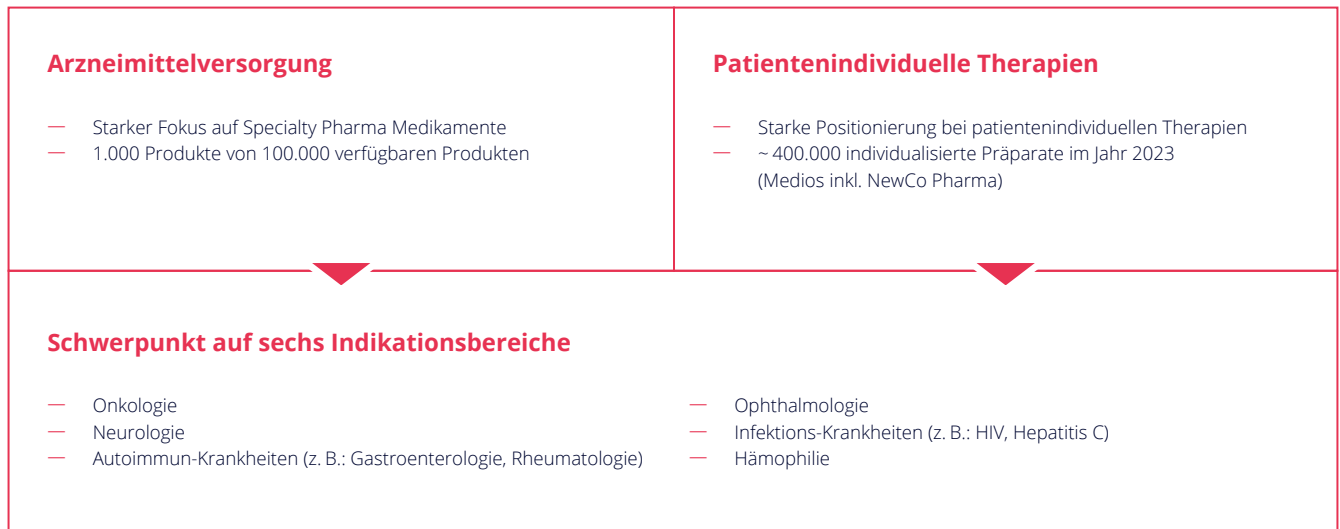 Arzneimittelversorgung
— Starker Fokus auf Specialty Pharma Medikamente
— 1.000 Produkte von 100.000 verfügbaren Produkten
Patientenindividuelle Therapien
— Starke Positionierung bei patientenindividuellen Therapien
— ~ 400.000 individualisierte Präparate im Jahr 2023
(Medios inkl. NewCo Pharma)
Schwerpunkt auf sechs Indikationsbereiche
— Onkologie
— Neurologie
— Autoimmun-Krankheiten (z. B.: Gastroenterologie, Rheumatologie)
— Ophthalmologie
— Infektions-Krankheiten (z. B.: HIV, Hepatitis C)
— Hämophilie